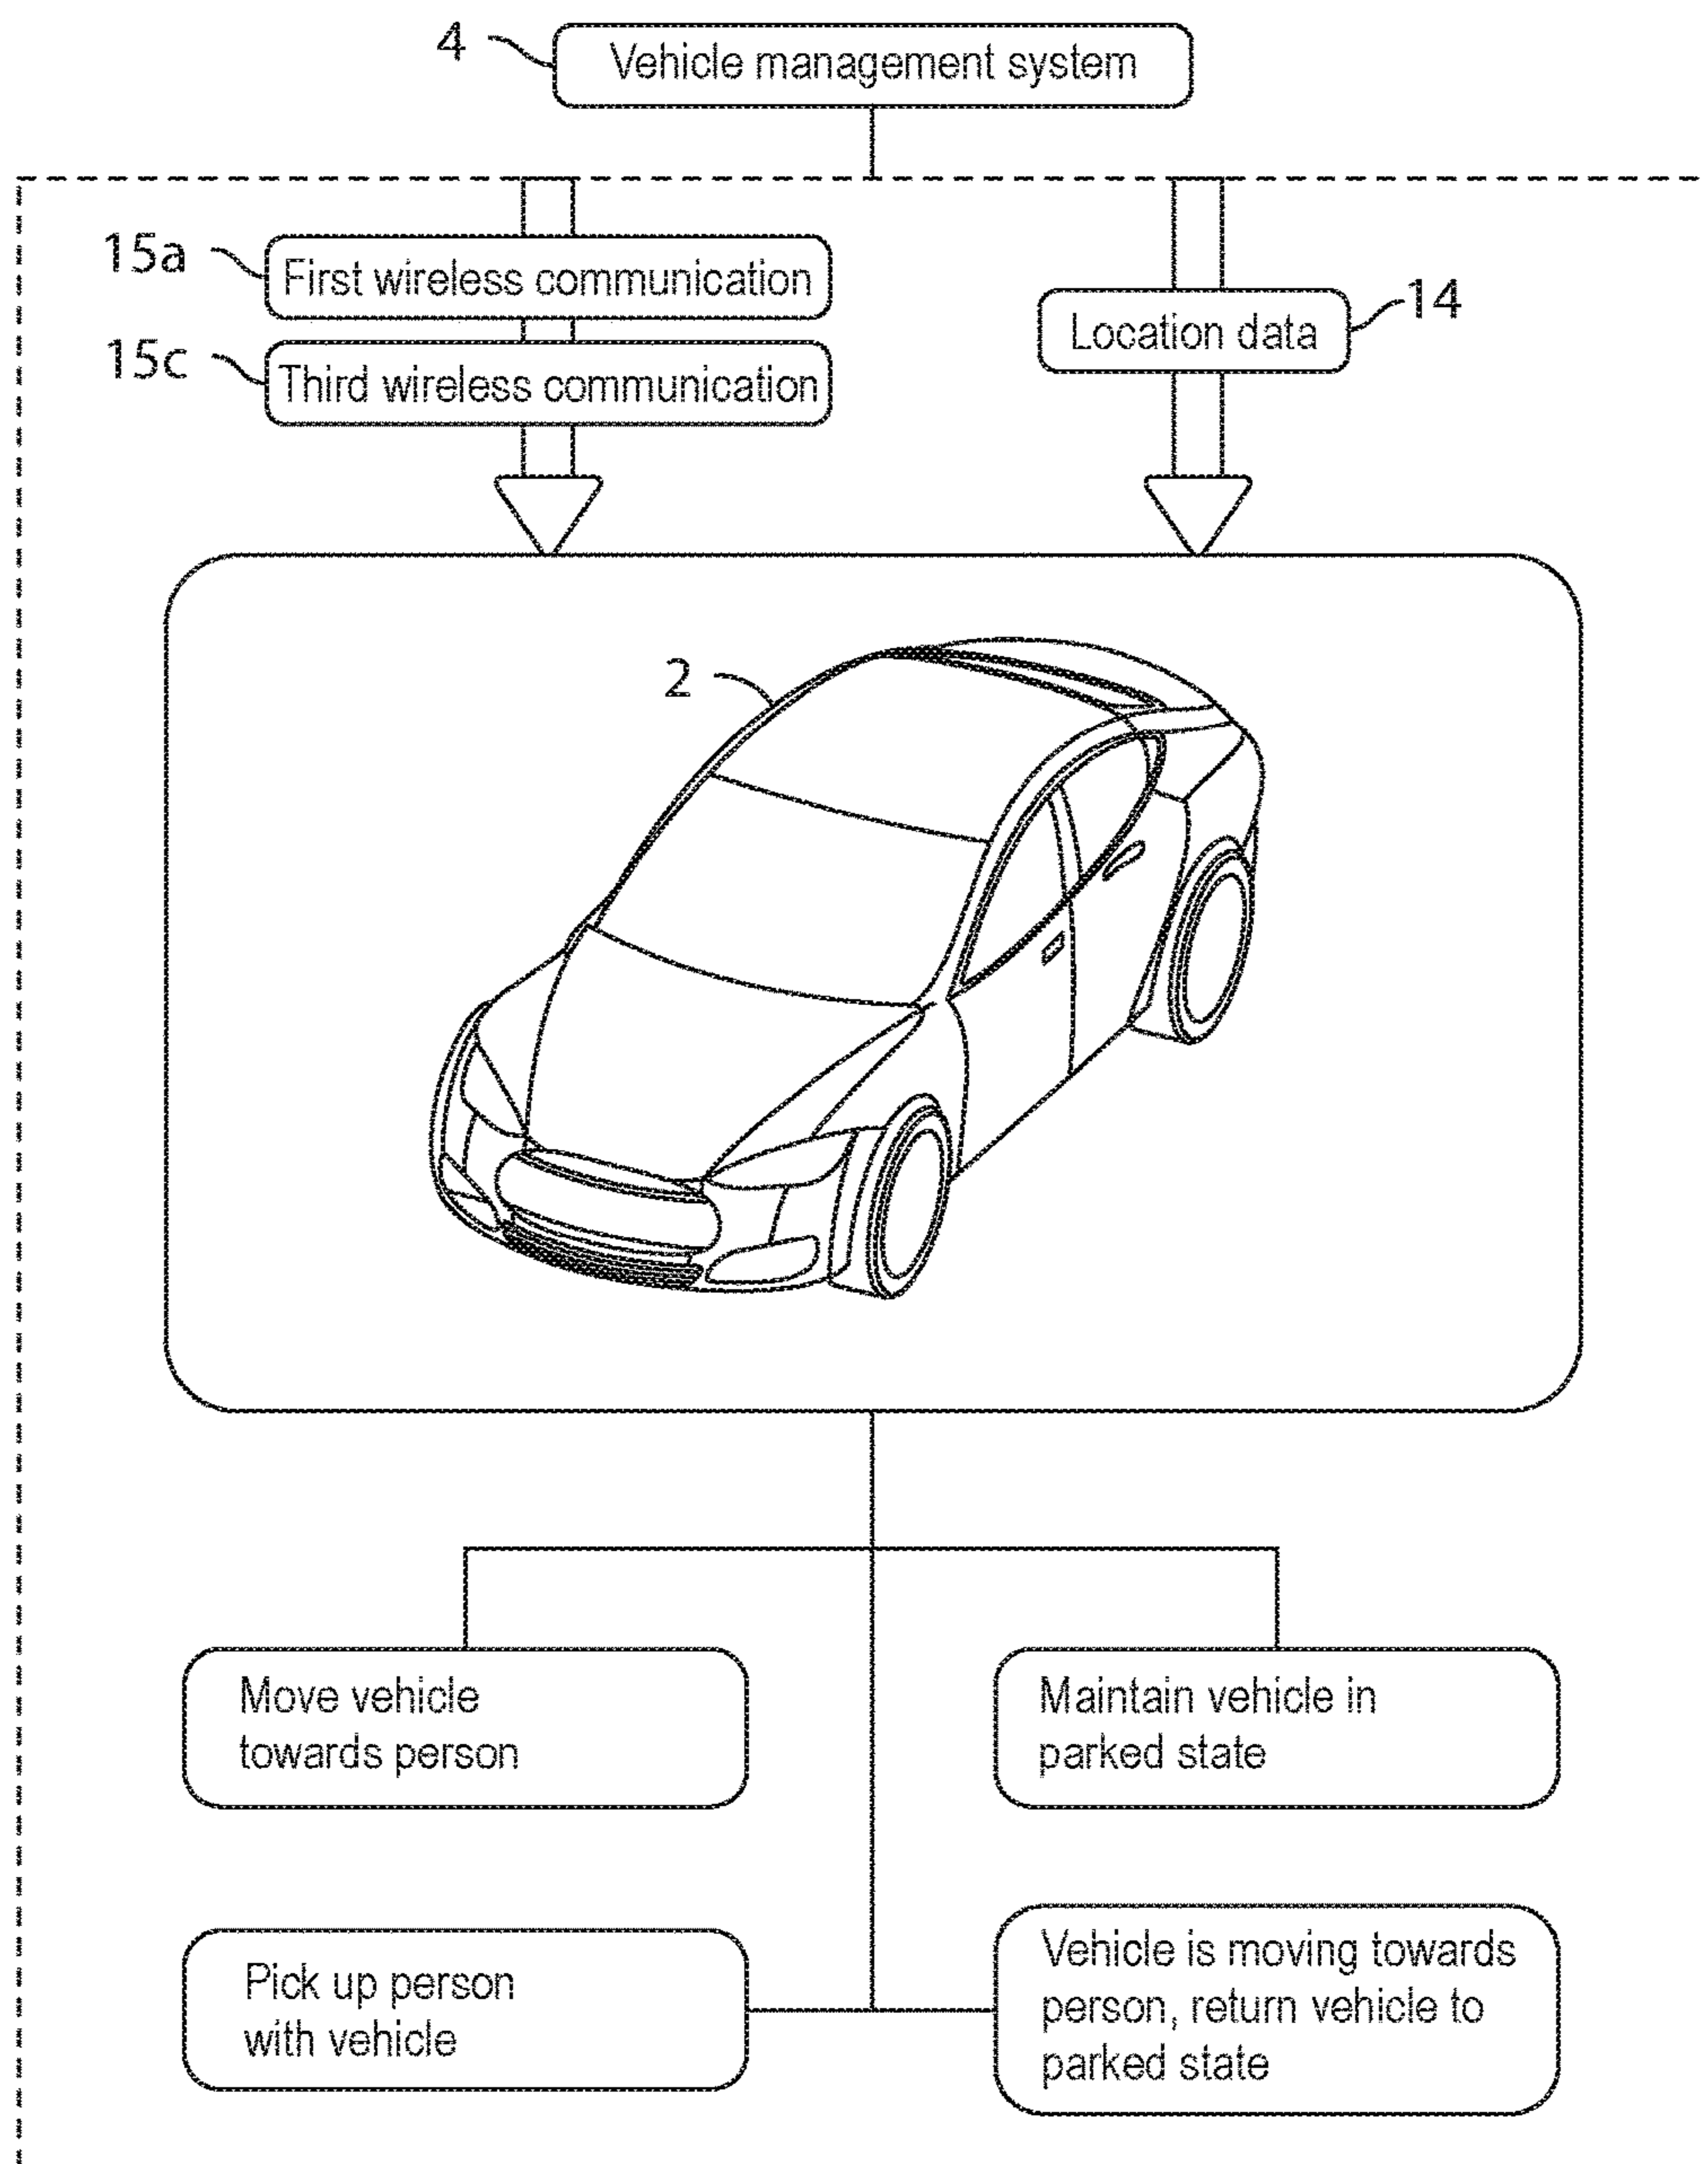 4
Vehicle management system
15a
First wireless communication
14
Location data
15c
Third wireless communication
2
Move vehicle
towards person
Maintain vehicle in
parked state
Pick up person
with vehicle
Vehicle is moving towards
person, return vehicle to
parked state